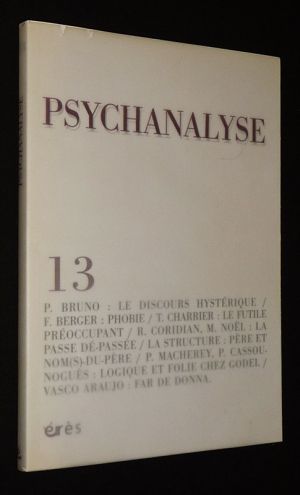 PSYCHANALYSE
PSYCHANALYSE
13
P. BRUNO : LE DISCOURS HYSTÉRIQUE /
F. BERGER : PHOBIE / T. CHARRIER : LE FUTILE
PRÉOCCUPANT / R. CORIDIAN, M. NOËL : LA
PASSE DÉ-PASSÉE / LA STRUCTURE : PÈRE ET
NOM(S)-DU-PÈRE / P. MACHEREY, P. CASSOU-
NOGUÈS : LOGIQUE ET FOLIE CHEZ GÖDEL /
VASCO ARAUJO : FAR DE DONNA.
érès